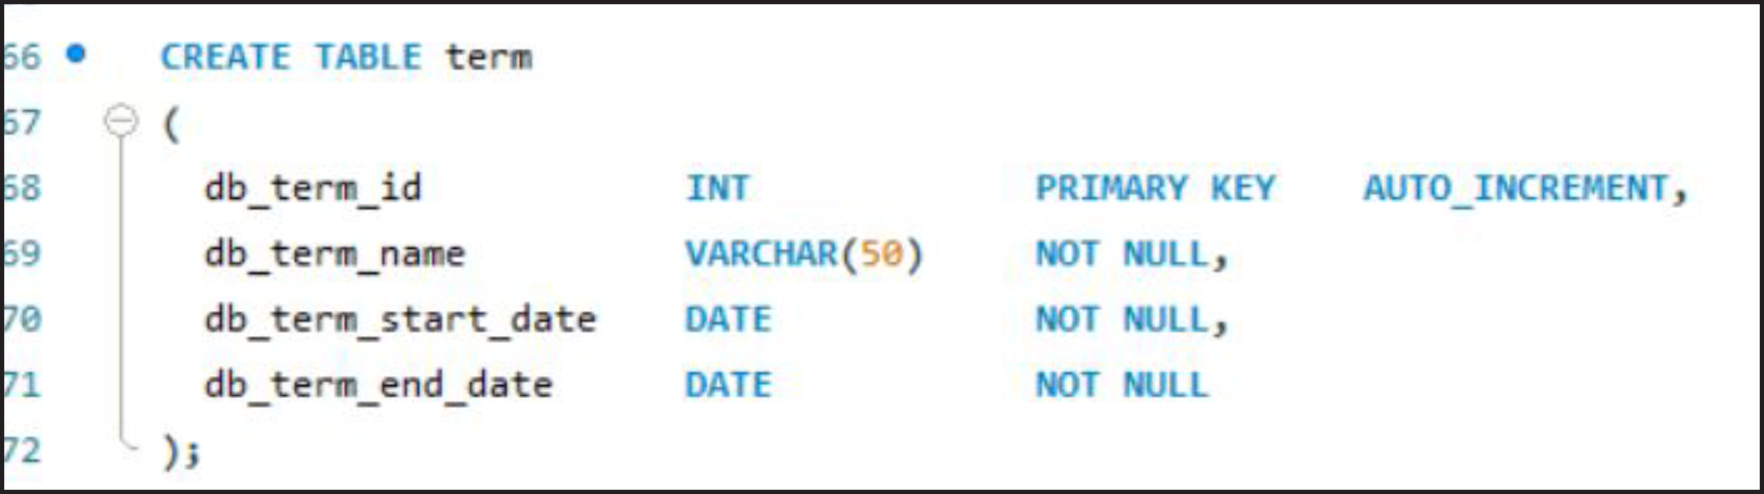 66 CREATE TABLE term
67 (
68 db_term_id INT PRIMARY KEY AUTO_INCREMENT,
69 db_term_name VARCHAR(50) NOT NULL,
70 db_term_start_date DATE NOT NULL,
71 db_term_end_date DATE NOT NULL
72 );